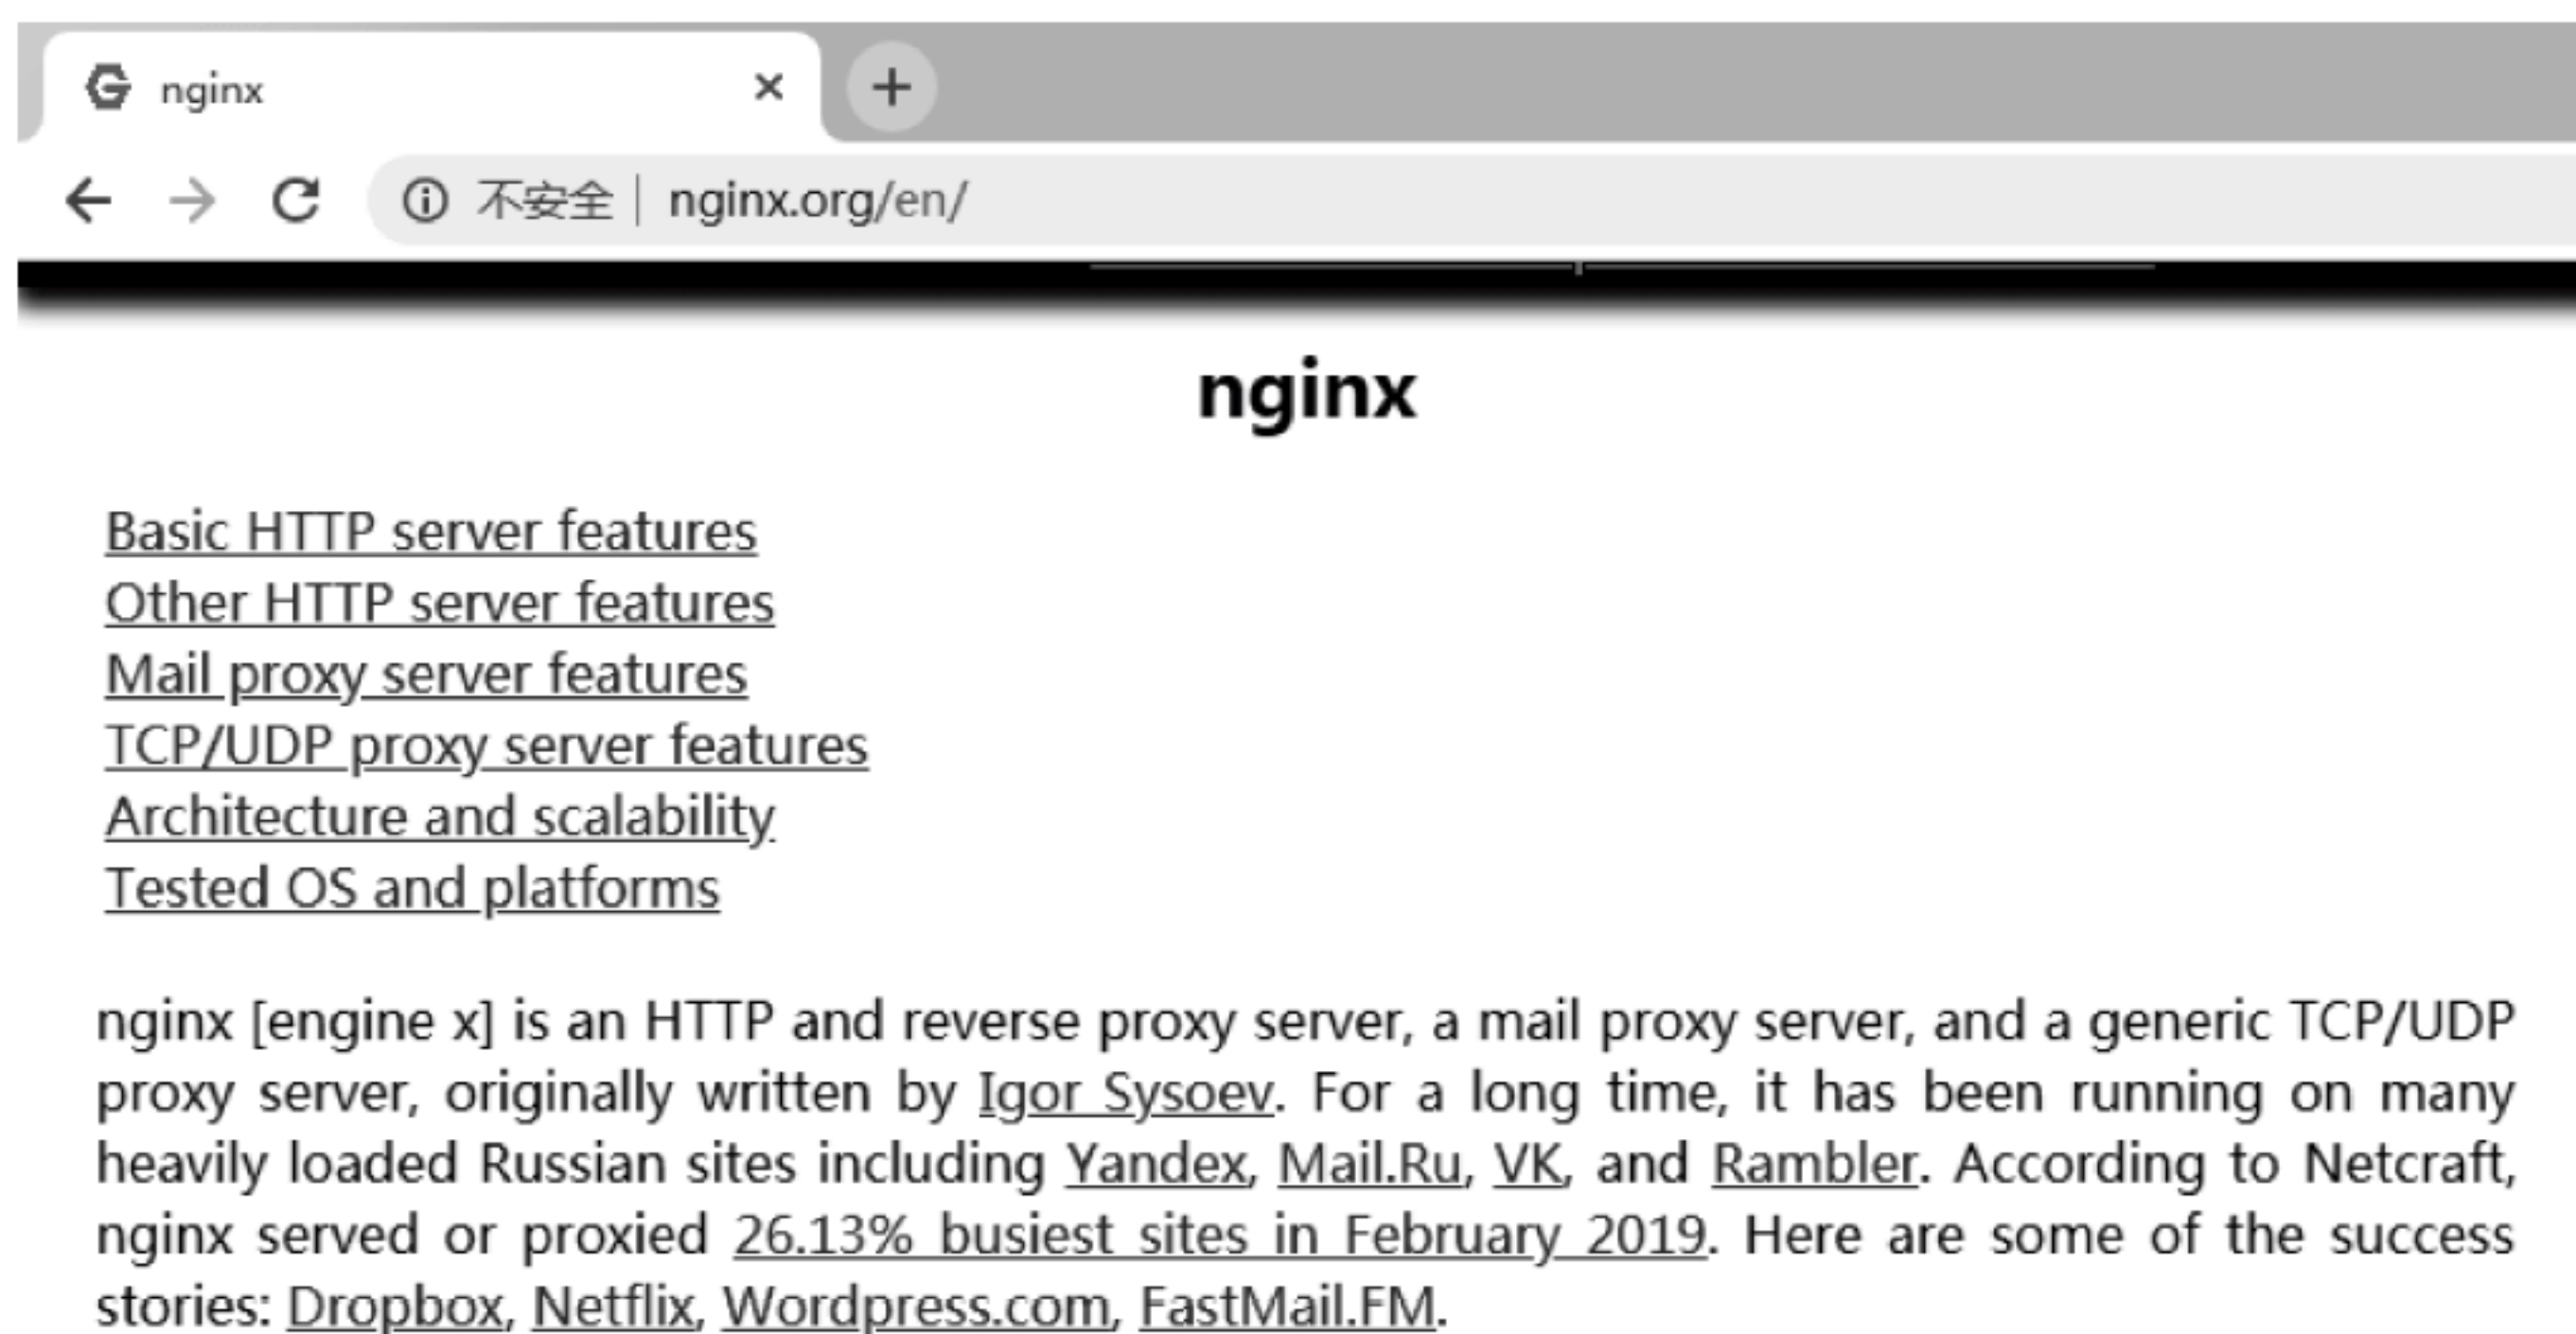 nginx
不安全 nginx.org/en/
nginx
Basic HTTP server features
Other HTTP server features
Mail proxy server features
TCP/UDP proxy server features
Architecture and scalability
Tested OS and platforms
nginx [engine x] is an HTTP and reverse proxy server, a mail proxy server, and a generic TCP/UDP
proxy server, originally written by Igor Sysoev. For a long time, it has been running on many
heavily loaded Russian sites including Yandex, Mail.Ru, VK, and Rambler. According to Netcraft,
nginx served or proxied 26.13% busiest sites in February 2019. Here are some of the success
stories: Dropbox, Netflix, Wordpress.com, FastMail.FM.